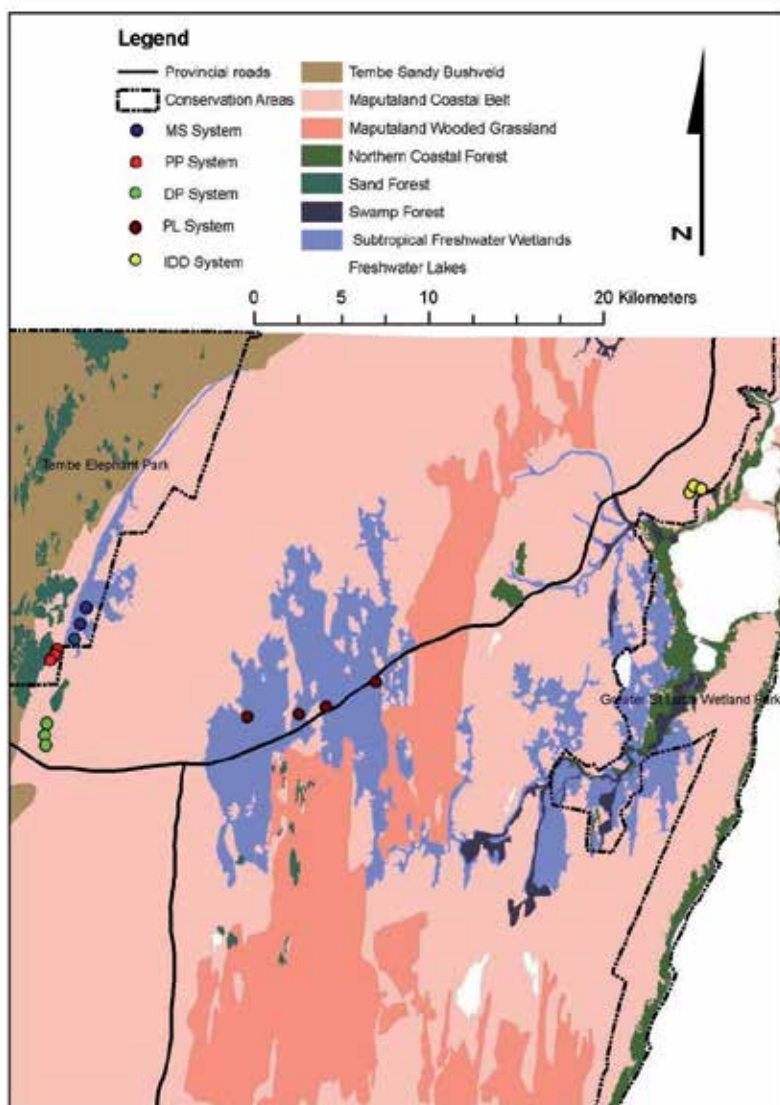 Legend
Provincial roads
Conservation Areas
MS System
PP System
DP System
PL System
IDD System
Tembe Sandy Bushveld
Maputaland Coastal Belt
Maputaland Wooded Grassland
Northern Coastal Forest
Sand Forest
Swamp Forest
Subtropical Freshwater Wetlands
Freshwater Lakes
N
0 5 10 20 Kilometers
Tembe Elephant Park
Greater St Lucia Wetland Park